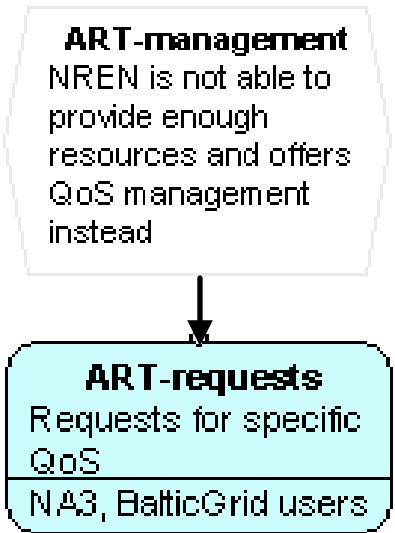 ART-management
NREN is not able to
provide enough
resources and offers
QoS management
instead
ART-requests
Requests for specific
QoS
NA3, BalticGrid users